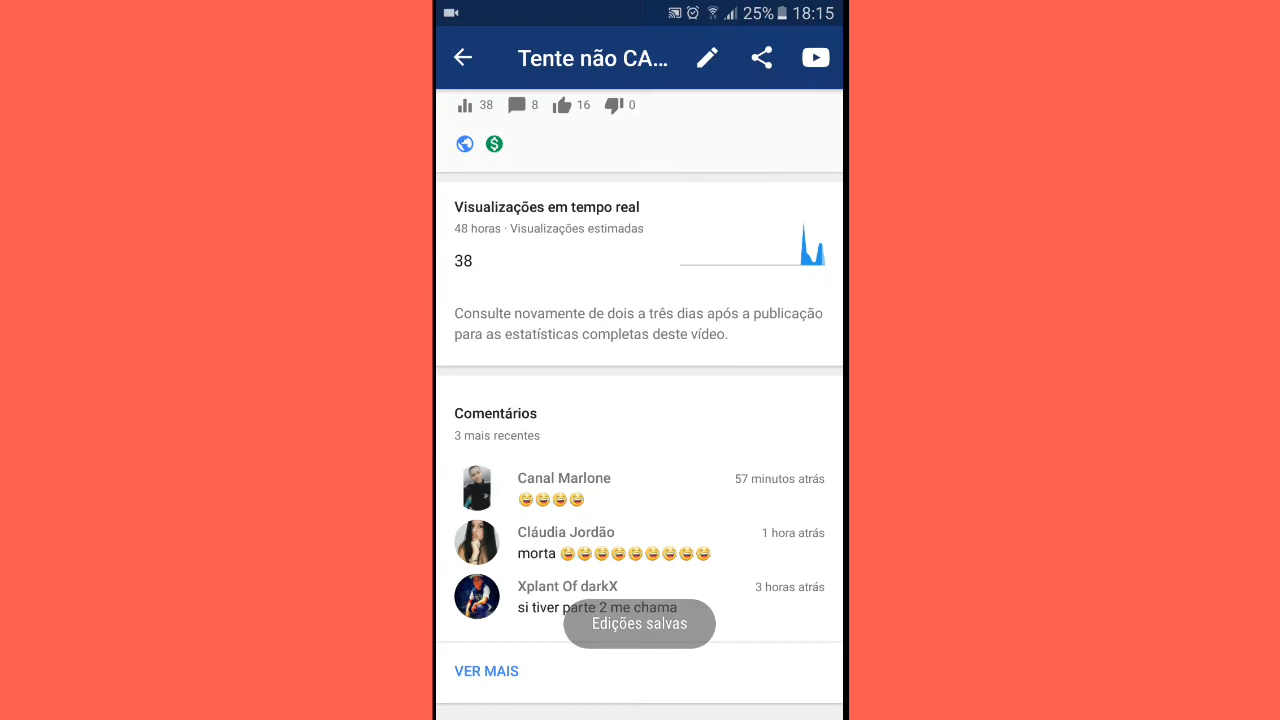 25% 18:15
Tente não CA...
38 8 16 0
Visualizações em tempo real
48 horas · Visualizações estimadas
38
Consulte novamente de dois a três dias após a publicação
para as estatísticas completas deste vídeo.
Comentários
3 mais recentes
Canal Marlone 57 minutos atrás
😂😂😂😂
Cláudia Jordão 1 hora atrás
morta 😂😂😂😂😂😂😂😂😂
Xplant Of darkX 3 horas atrás
si tiver parte 2 me chama
Edições salvas
VER MAIS